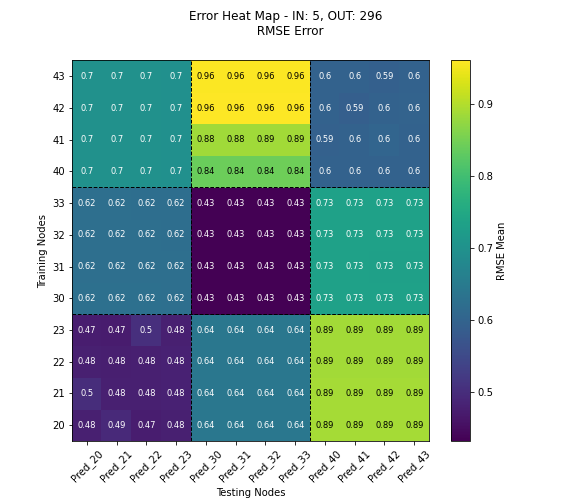 Error Heat Map - IN: 5, OUT: 296
RMSE Error
43 0.7 0.7 0.7 0.7 0.96 0.96 0.96 0.96 0.6 0.6 0.59 0.6
42 0.7 0.7 0.7 0.7 0.96 0.96 0.96 0.96 0.6 0.59 0.6 0.6
41 0.7 0.7 0.7 0.7 0.88 0.88 0.89 0.89 0.59 0.6 0.6 0.6
40 0.7 0.7 0.7 0.7 0.84 0.84 0.84 0.84 0.6 0.6 0.6 0.6
33 0.62 0.62 0.62 0.62 0.43 0.43 0.43 0.43 0.73 0.73 0.73 0.73
32 0.62 0.62 0.62 0.62 0.43 0.43 0.43 0.43 0.73 0.73 0.73 0.73
31 0.62 0.62 0.62 0.62 0.43 0.43 0.43 0.43 0.73 0.73 0.73 0.73
30 0.62 0.62 0.62 0.62 0.43 0.43 0.43 0.43 0.73 0.73 0.73 0.73
23 0.47 0.47 0.5 0.48 0.64 0.64 0.64 0.64 0.89 0.89 0.89 0.89
22 0.48 0.48 0.48 0.48 0.64 0.64 0.64 0.64 0.89 0.89 0.89 0.89
21 0.5 0.48 0.48 0.48 0.64 0.64 0.64 0.64 0.89 0.89 0.89 0.89
20 0.48 0.49 0.47 0.48 0.64 0.64 0.64 0.64 0.89 0.89 0.89 0.89
Training Nodes
Pred_20 Pred_21 Pred_22 Pred_23 Pred_30 Pred_31 Pred_32 Pred_33 Pred_40 Pred_41 Pred_42 Pred_43
Testing Nodes
0.9
0.8
0.7
0.6
0.5
RMSE Mean